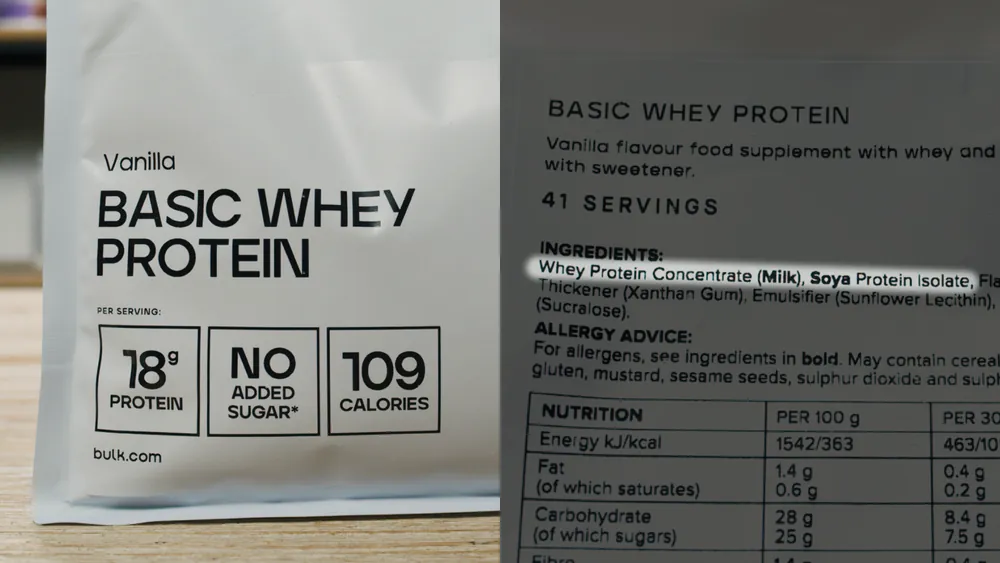 Vanilla
BASIC WHEY
PROTEIN
PER SERVING:
18g
PROTEIN
NO
ADDED
SUGAR*
109
CALORIES
bulk.com
BASIC WHEY PROTEIN
Vanilla flavour food supplement with whey and
with sweetener.
41 SERVINGS
INGREDIENTS:
Whey Protein Concentrate (Milk), Soya Protein Isolate,
Thickener (Xanthan Gum), Emulsifier (Sunflower Lecithin),
(Sucralose).
ALLERGY ADVICE:
For allergens, see ingredients in bold. May contain
gluten, mustard, sesame seeds, sulphur dioxide and
NUTRITION PER 100 g PER
Energy kJ/kcal 1542/363
Fat 1.4 g 0.4 g
(of which saturates) 0.6 g 0.2 g
Carbohydrate 28 g 8.4 g
(of which sugars) 25 g 7.5 g